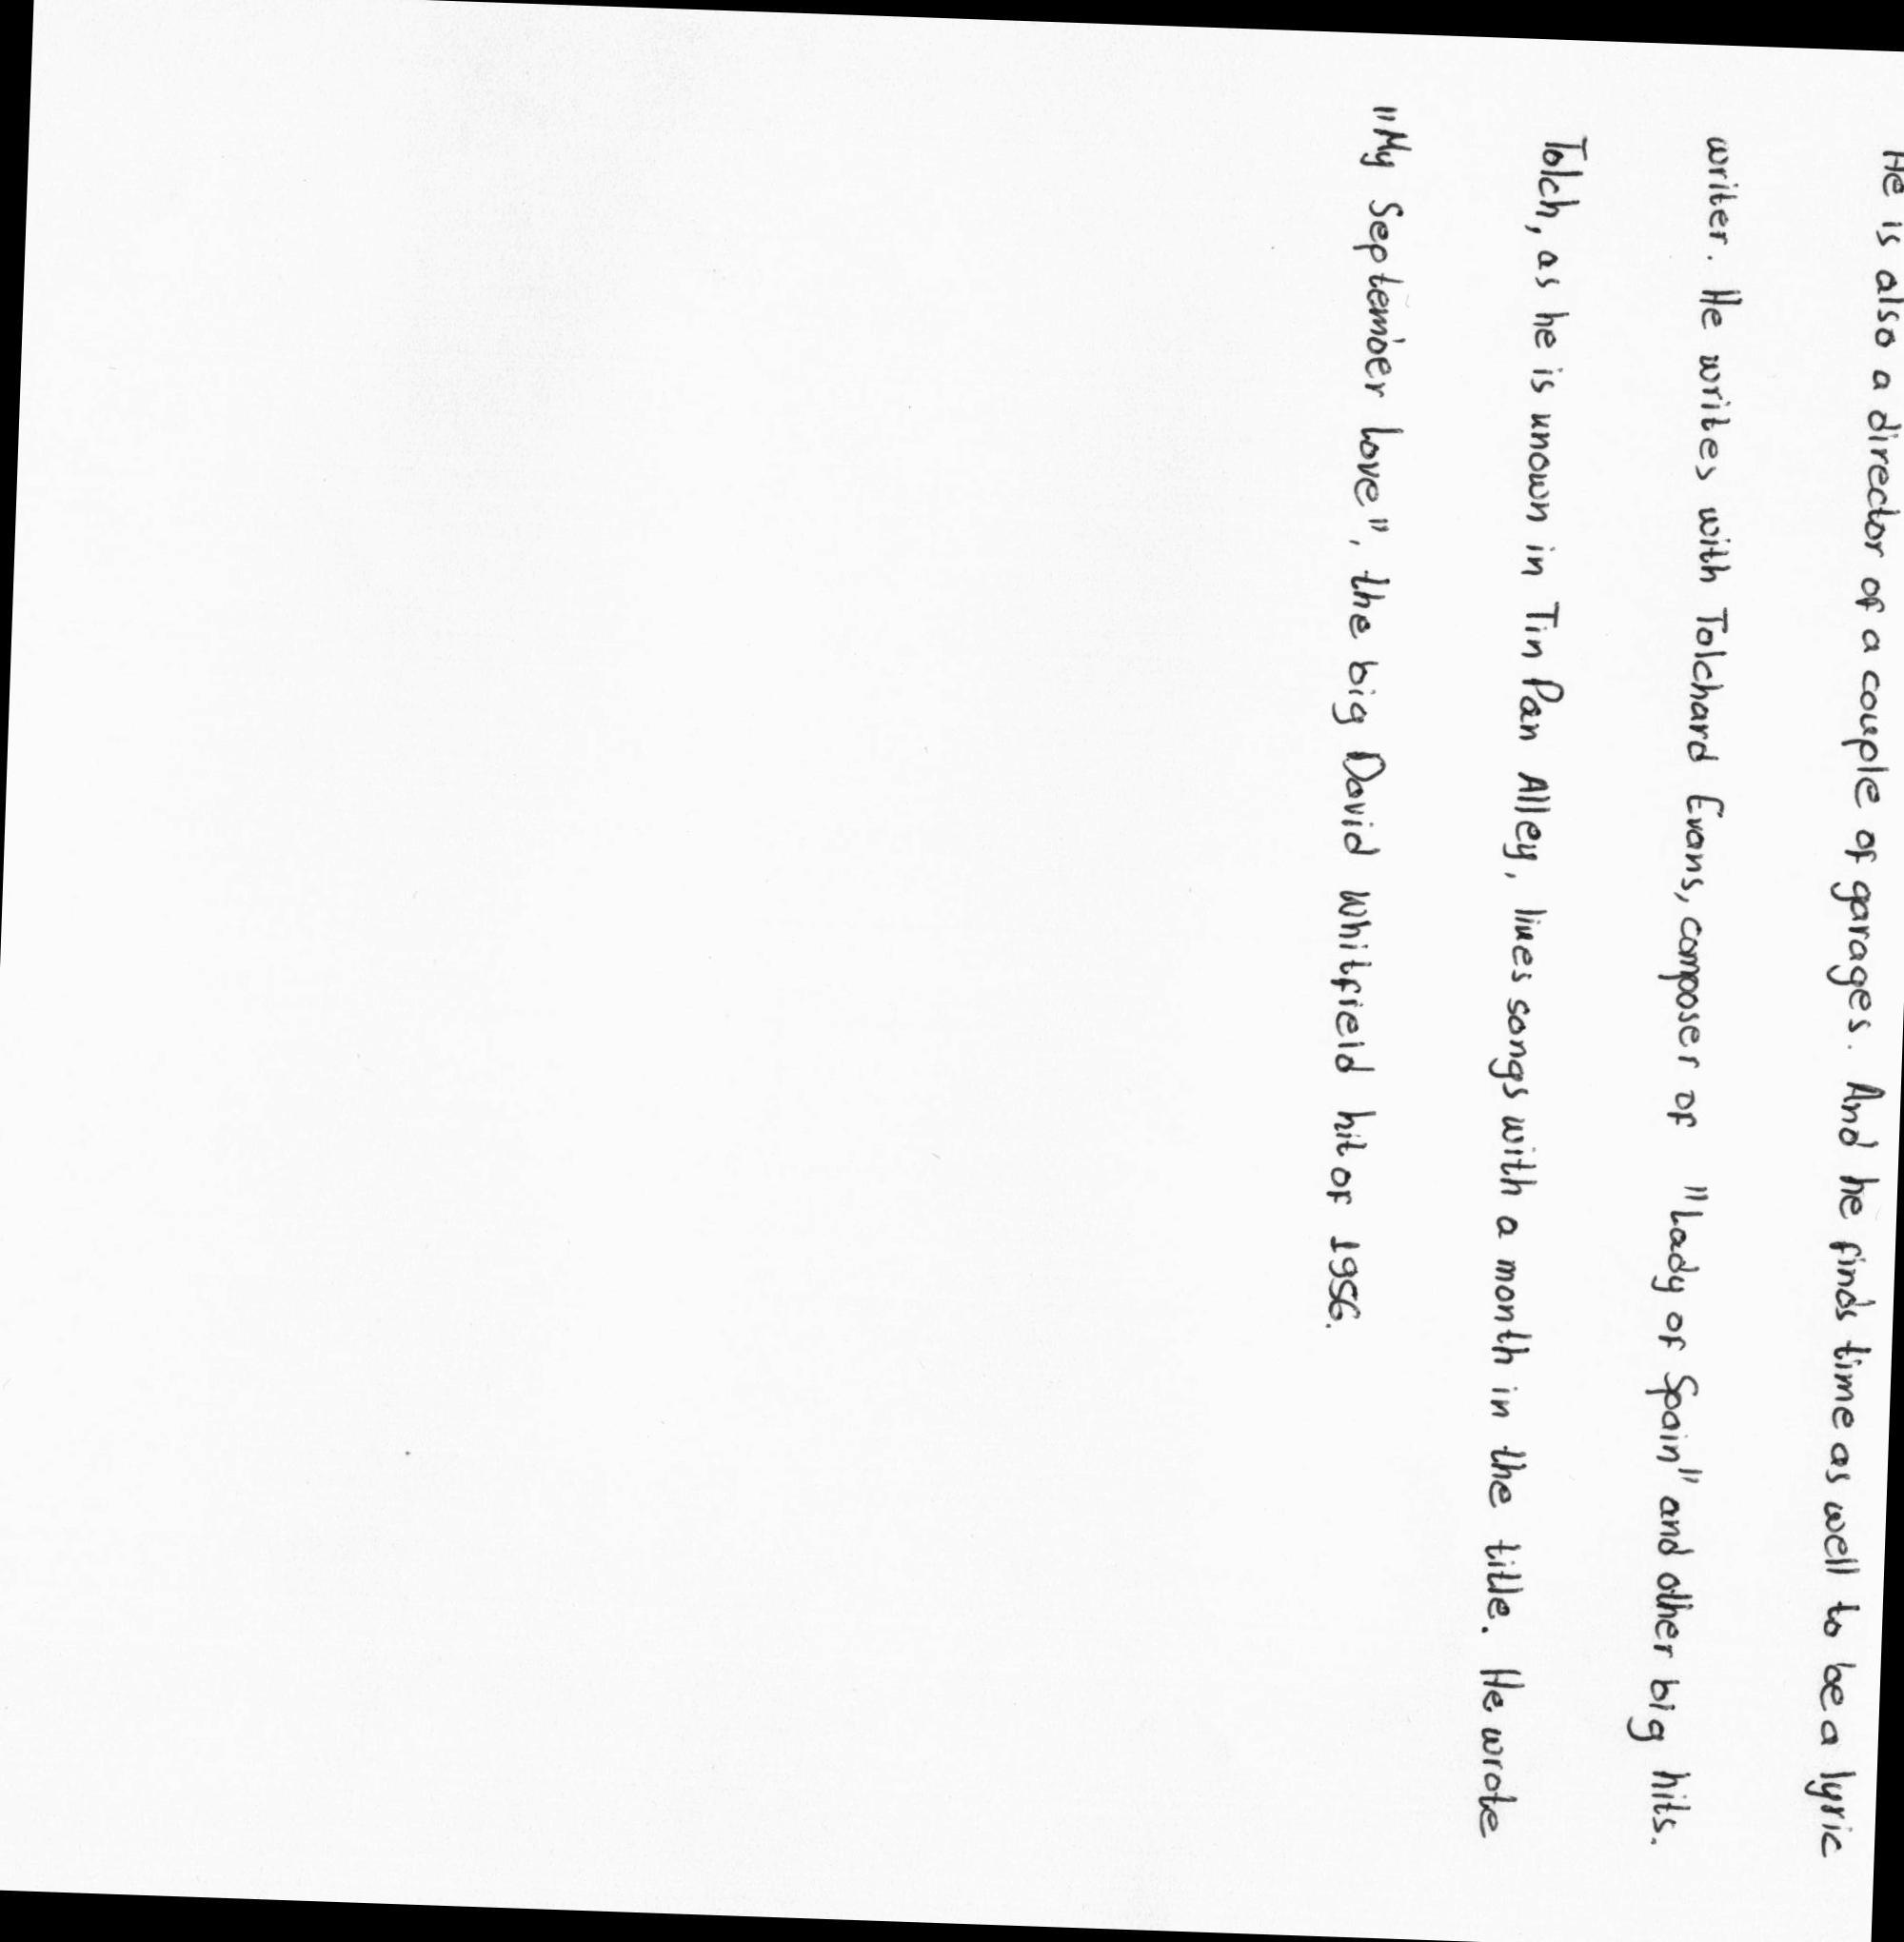 He is also a director of a couple of garages. And he finds time as well to be a lyric
writer. He writes with Tolchard Evans, composer of "Lady of Spain" and other big hits.
Tolch, as he is unown in Tin Pan Alley, lives songs with a month in the title. He wrote
"My September Love", the big David Whitfield hit of 1956.